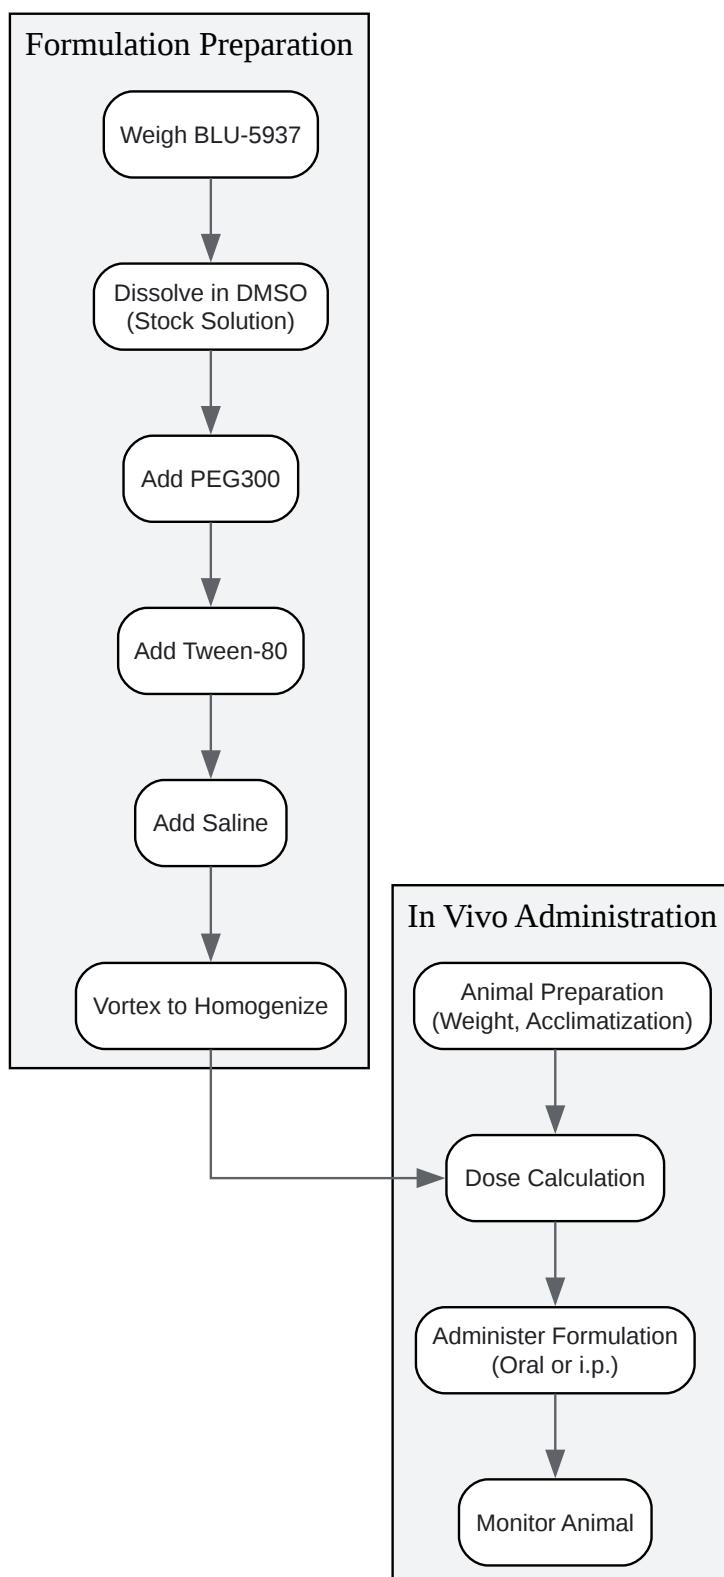 Formulation Preparation
Weigh BLU-5937
Dissolve in DMSO
(Stock Solution)
Add PEG300
Add Tween-80
Add Saline
Vortex to Homogenize
In Vivo Administration
Animal Preparation
(Weight, Acclimatization)
Dose Calculation
Administer Formulation
(Oral or i.p.)
Monitor Animal